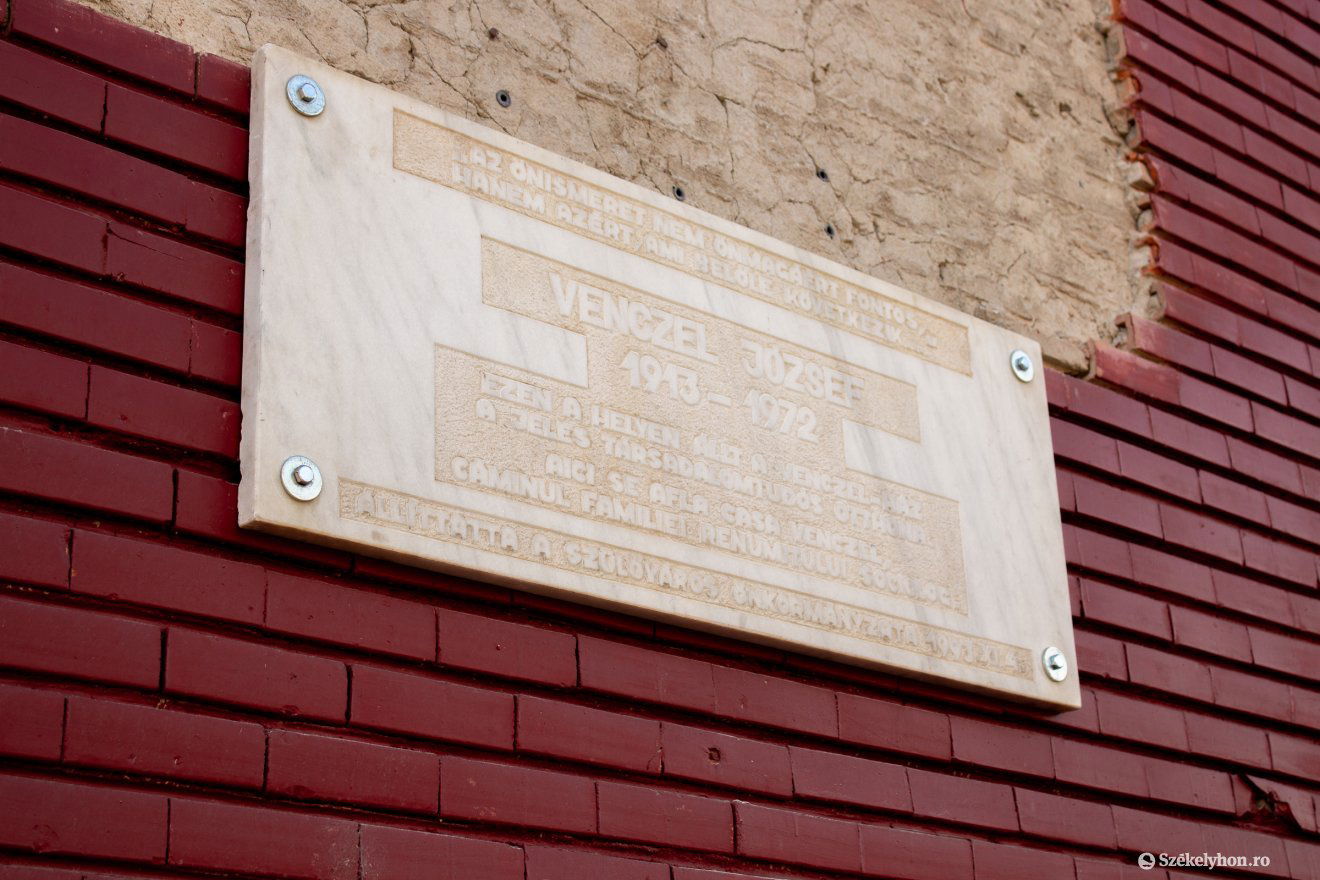 „AZ ÖNISMERET NEM ÖNMAGÁÉRT FONTOS,
HANEM AZÉRT, AMI BELŐLE KÖVETKEZIK”
VENCZEL JÓZSEF
1913 – 1972
EZEN A HELYEN ÁLLT A VENCZEL-HÁZ,
A JELES TÁRSADALOMTUDÓS OTTHONA.
AICI SE AFLA CASA VENCZEL,
CĂMINUL FAMILIEI RENUMITULUI SOCIOLOG.
ÁLLÍTTATTA A SZÜLŐVÁROS ÖNKORMÁNYZATA
Székelyhon.ro